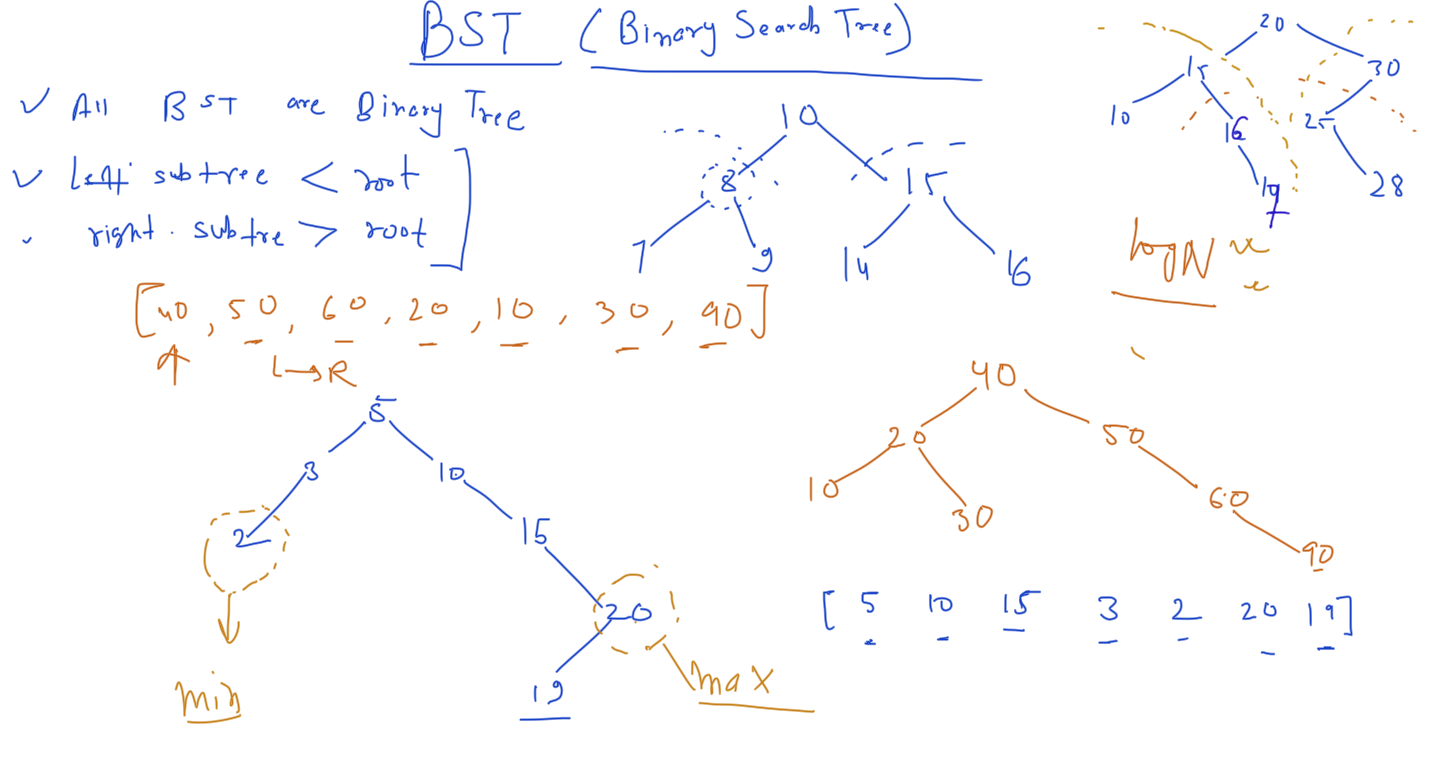 BST (Binary Search Tree)
All BST are Binary Tree
Left subtree < root
right. subtre > root
10
8 15
7 9 14 16
20
15 30
10 16 25
17 28
logN
[40, 50, 60, 20, 10, 30, 90]
L→R
5
3 10
2 15
20
19
min
max
40
20 50
10 30 60
90
[ 5 10 15 3 2 20 19]